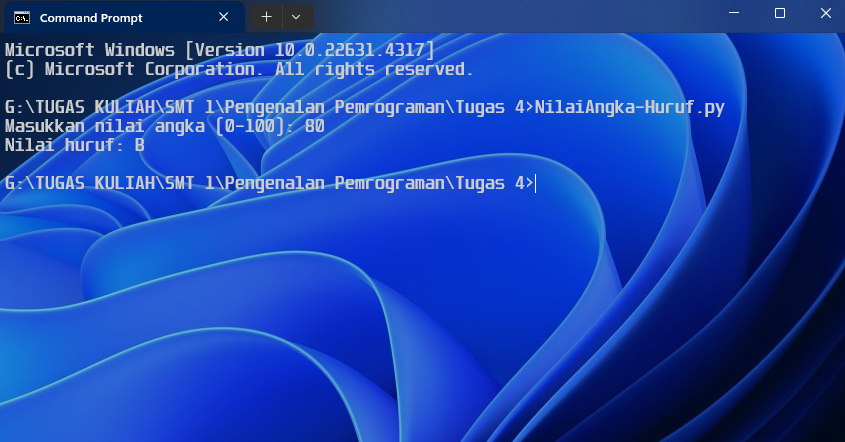 Command Prompt
Microsoft Windows [Version 10.0.22631.4317]
(c) Microsoft Corporation. All rights reserved.
G:\TUGAS KULIAH\SMT 1\Pengenalan Pemrograman\Tugas 4>NilaiAngka-Huruf.py
Masukkan nilai angka [0-100]: 80
Nilai huruf: B
G:\TUGAS KULIAH\SMT 1\Pengenalan Pemrograman\Tugas 4>